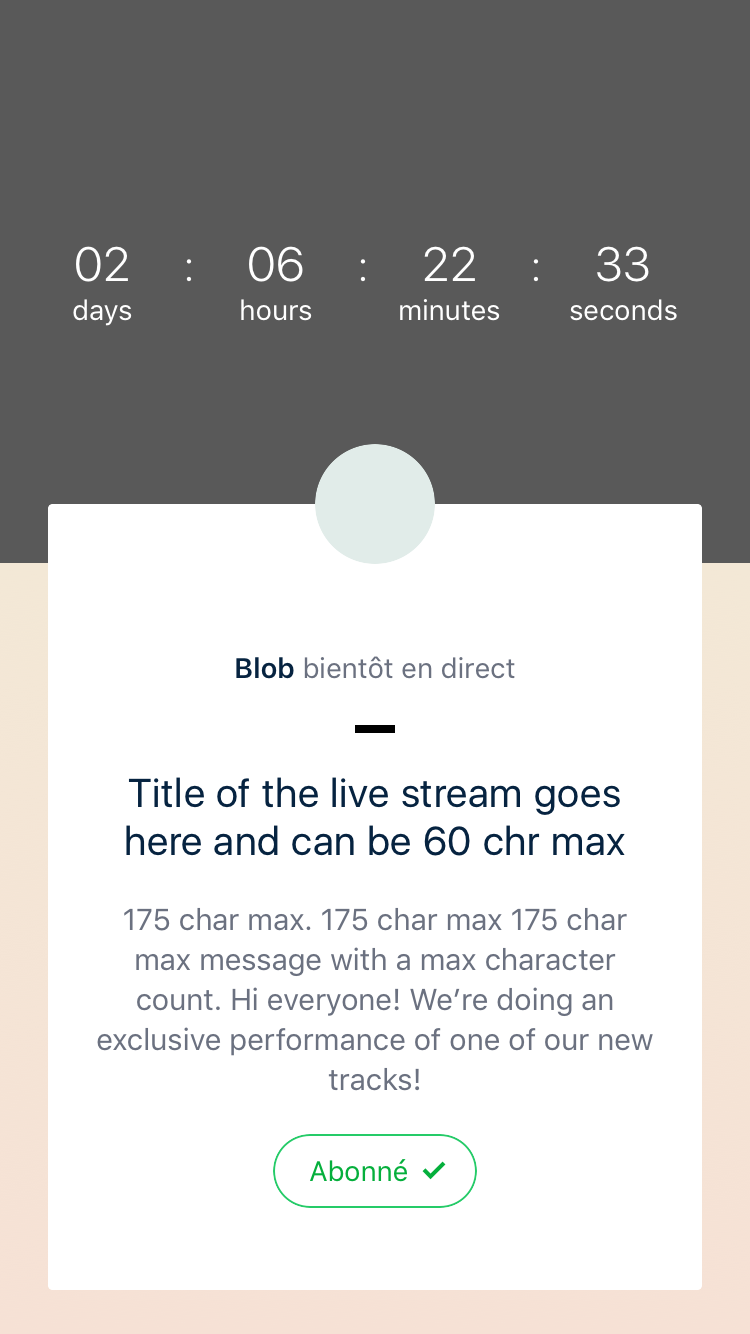 02 : 06 : 22 : 33
days hours minutes seconds
Blob bientôt en direct
Title of the live stream goes
here and can be 60 chr max
175 char max. 175 char max 175 char
max message with a max character
count. Hi everyone! We’re doing an
exclusive performance of one of our new
tracks!
Abonné